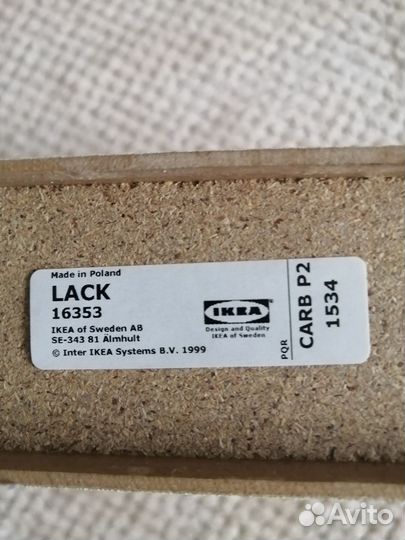 Made in Poland
LACK
16353
IKEA of Sweden AB
SE-343 81 Älmhult
© Inter IKEA Systems B.V. 1999
IKEA
Design and Quality
IKEA of Sweden
PQR
CARB P2
1534
Avito